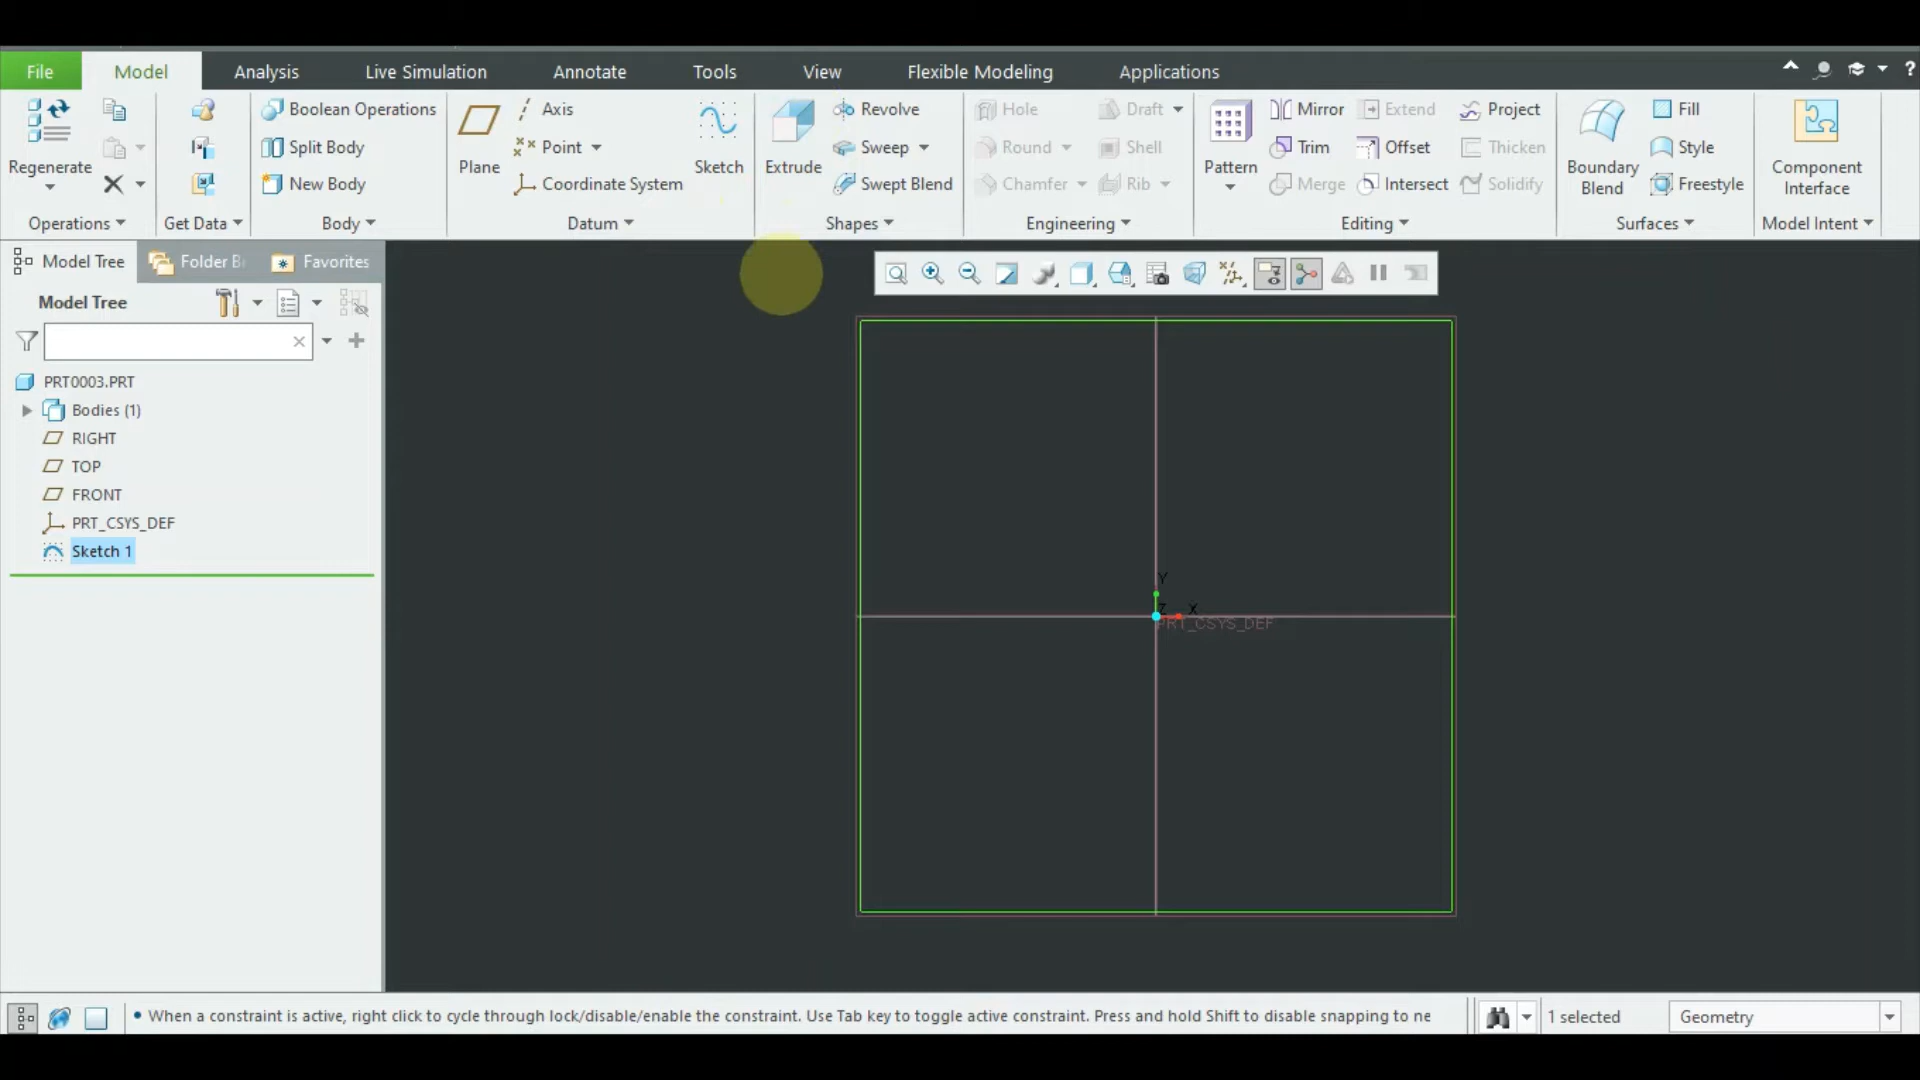 File Model Analysis Live Simulation Annotate Tools View Flexible Modeling Applications ?
Regenerate
Operations
Get Data
Boolean Operations
Split Body
New Body
Body
Plane
Axis
Point
Coordinate System
Sketch
Datum
Extrude
Revolve
Sweep
Swept Blend
Shapes
Hole
Round
Chamfer
Draft
Shell
Rib
Engineering
Pattern
Mirror
Trim
Merge
Extend
Offset
Intersect
Project
Thicken
Solidify
Editing
Boundary
Blend
Fill
Style
Freestyle
Surfaces
Component
Interface
Model Intent
Model Tree Folder B Favorites
Model Tree
PRT0003.PRT
Bodies (1)
RIGHT
TOP
FRONT
PRT_CSYS_DEF
Sketch 1
Y
Z X
PRT_CSYS_DEF
• When a constraint is active, right click to cycle through lock/disable/enable the constraint. Use Tab key to toggle active constraint. Press and hold Shift to disable snapping to ne
1 selected
Geometry